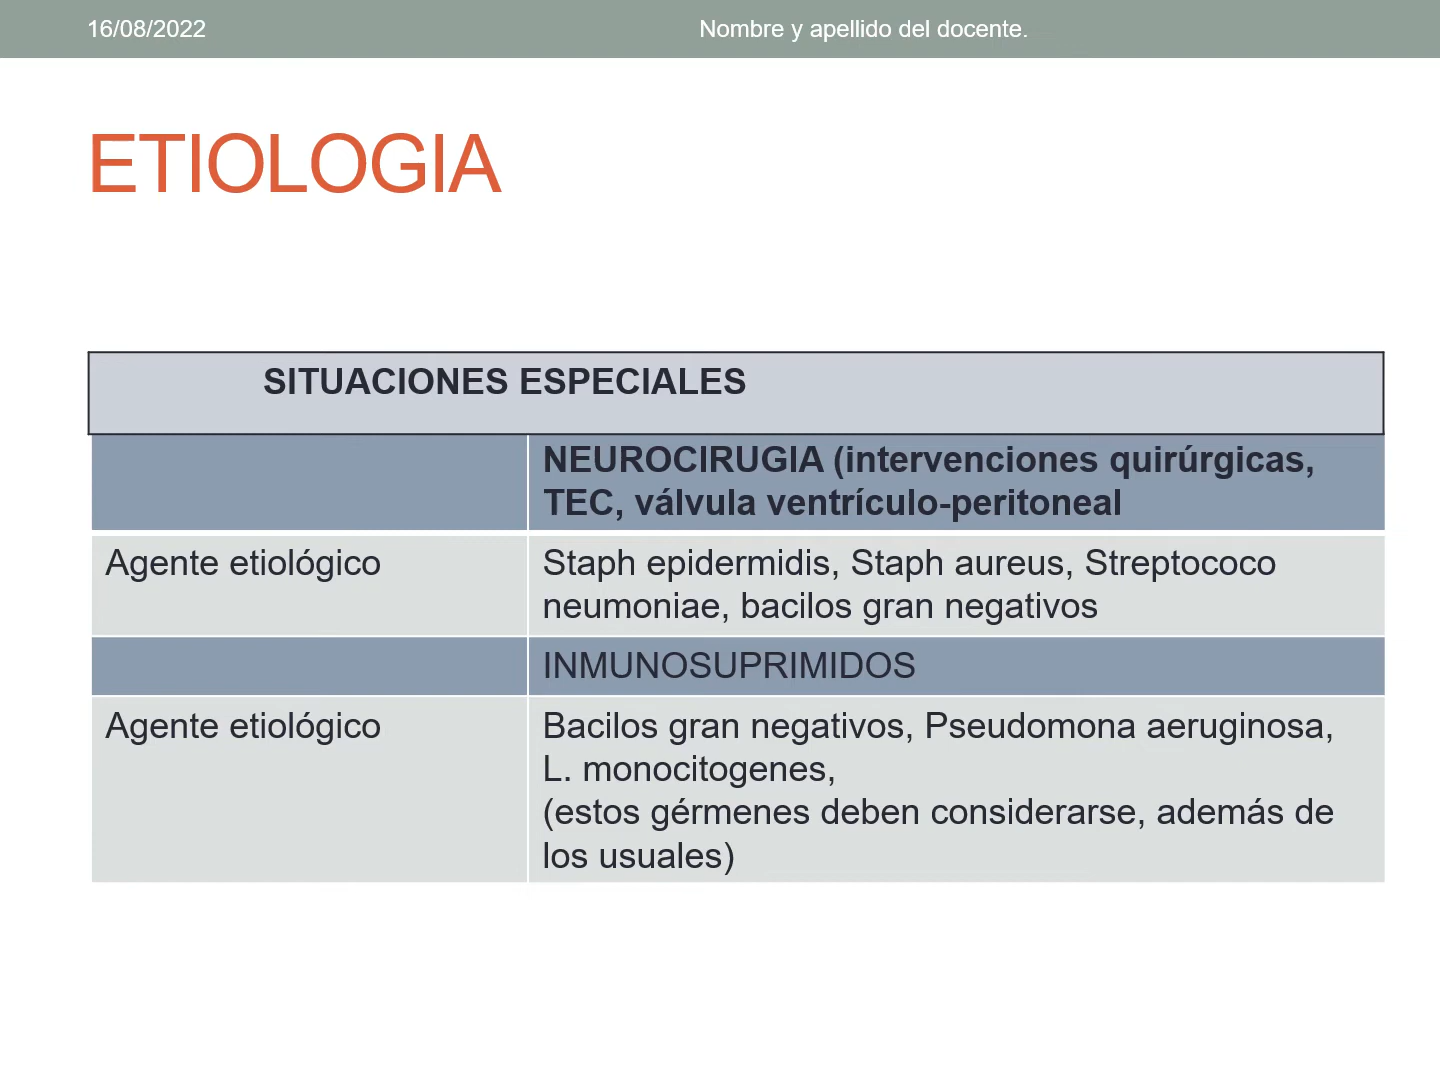 16/08/2022
Nombre y apellido del docente.
ETIOLOGIA
SITUACIONES ESPECIALES
NEUROCIRUGIA (intervenciones quirúrgicas,
TEC, válvula ventrículo-peritoneal
Agente etiológico
Staph epidermidis, Staph aureus, Streptococo
neumoniae, bacilos gran negativos
INMUNOSUPRIMIDOS
Agente etiológico
Bacilos gran negativos, Pseudomona aeruginosa,
L. monocitogenes,
(estos gérmenes deben considerarse, además de
los usuales)